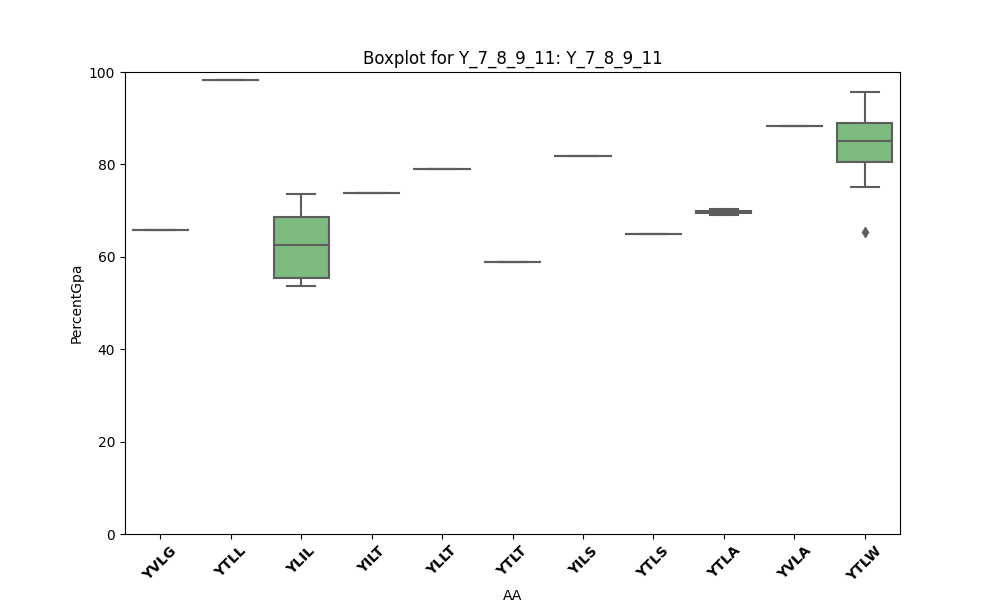 Boxplot for Y_7_8_9_11: Y_7_8_9_11
100
80
60
40
20
0
PercentGpa
YVLG YTLL YLIL YILT YLLT YTLT YILS YTLS YTLA YVLA YTLW
AA